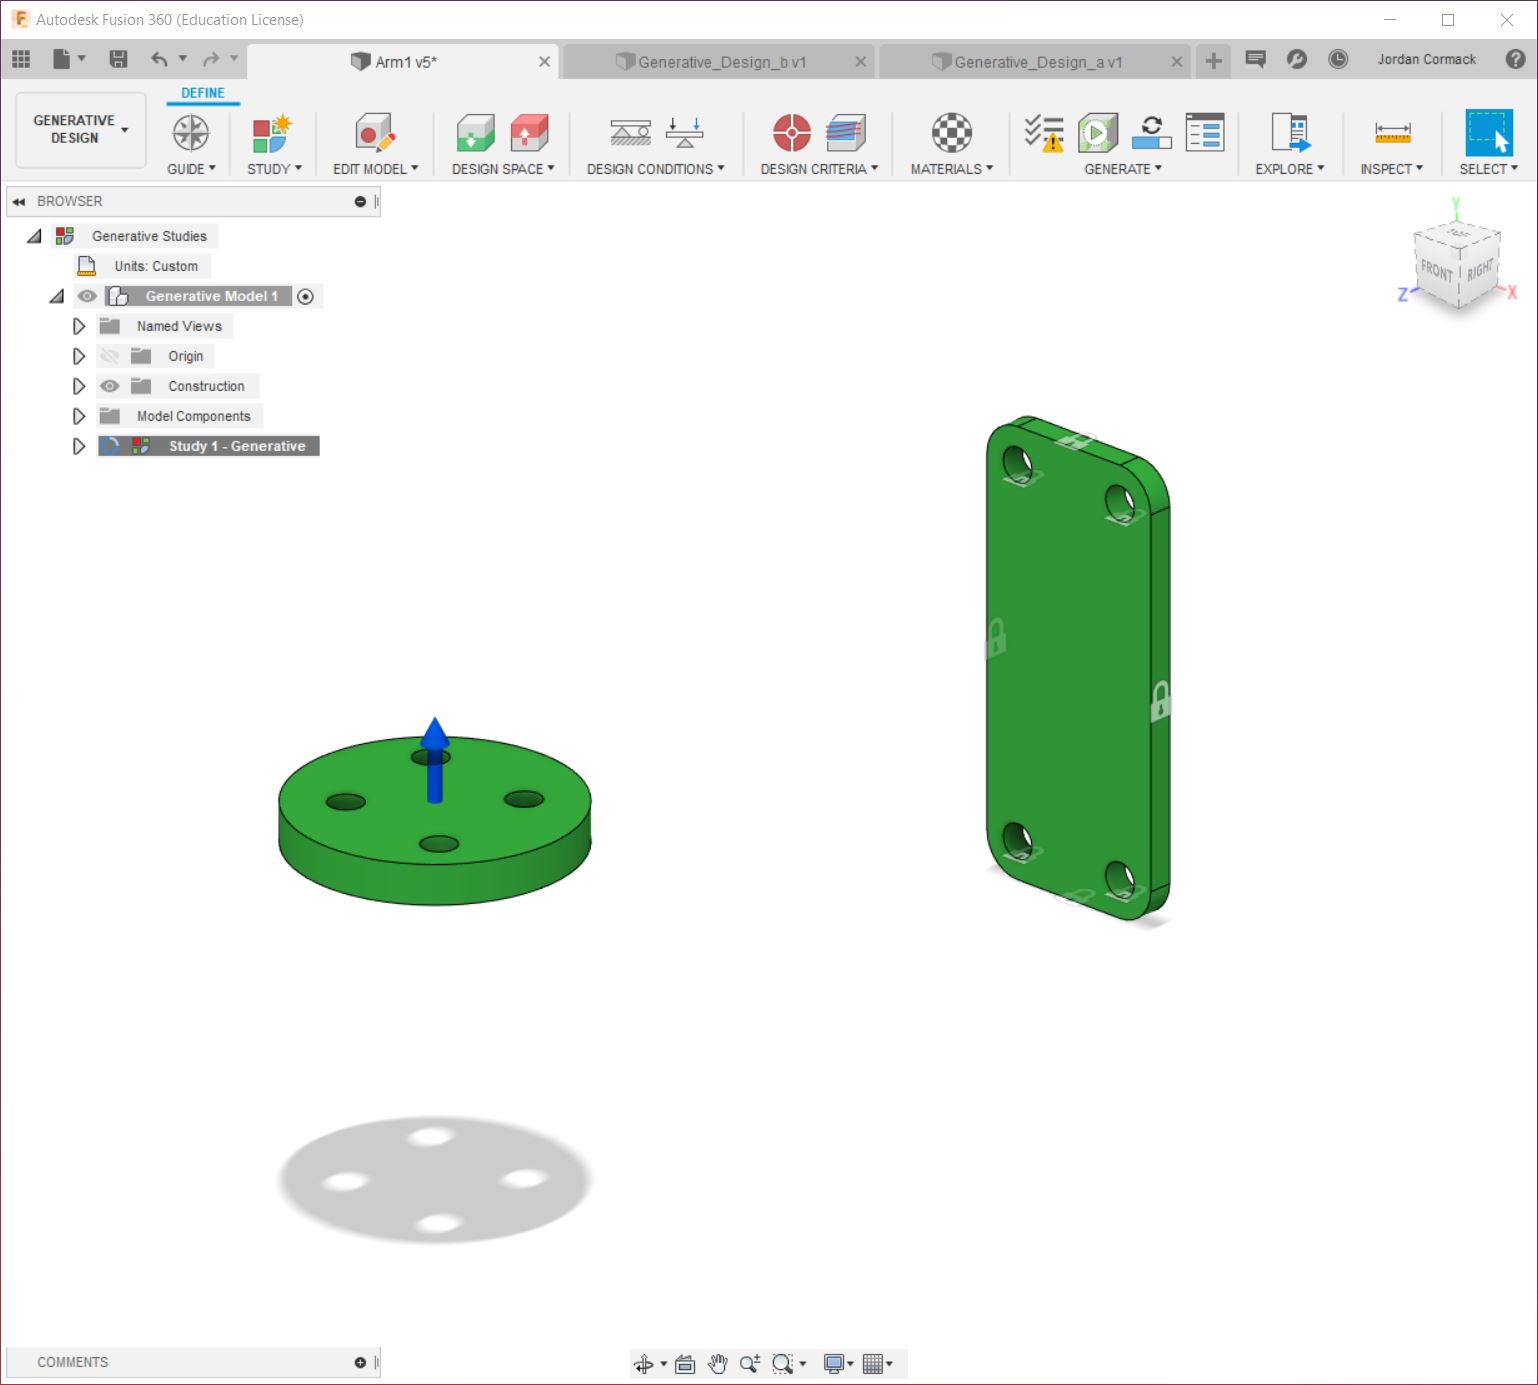 Autodesk Fusion 360 (Education License)
Arm1 v5*
Generative_Design_b v1
Generative_Design_a v1
Jordan Cormack
DEFINE
GENERATIVE
DESIGN
GUIDE
STUDY
EDIT MODEL
DESIGN SPACE
DESIGN CONDITIONS
DESIGN CRITERIA
MATERIALS
GENERATE
EXPLORE
INSPECT
SELECT
BROWSER
Generative Studies
Units: Custom
Generative Model 1
Named Views
Origin
Construction
Model Components
Study 1 - Generative
Y
TOP
FRONT
RIGHT
Z
X
COMMENTS